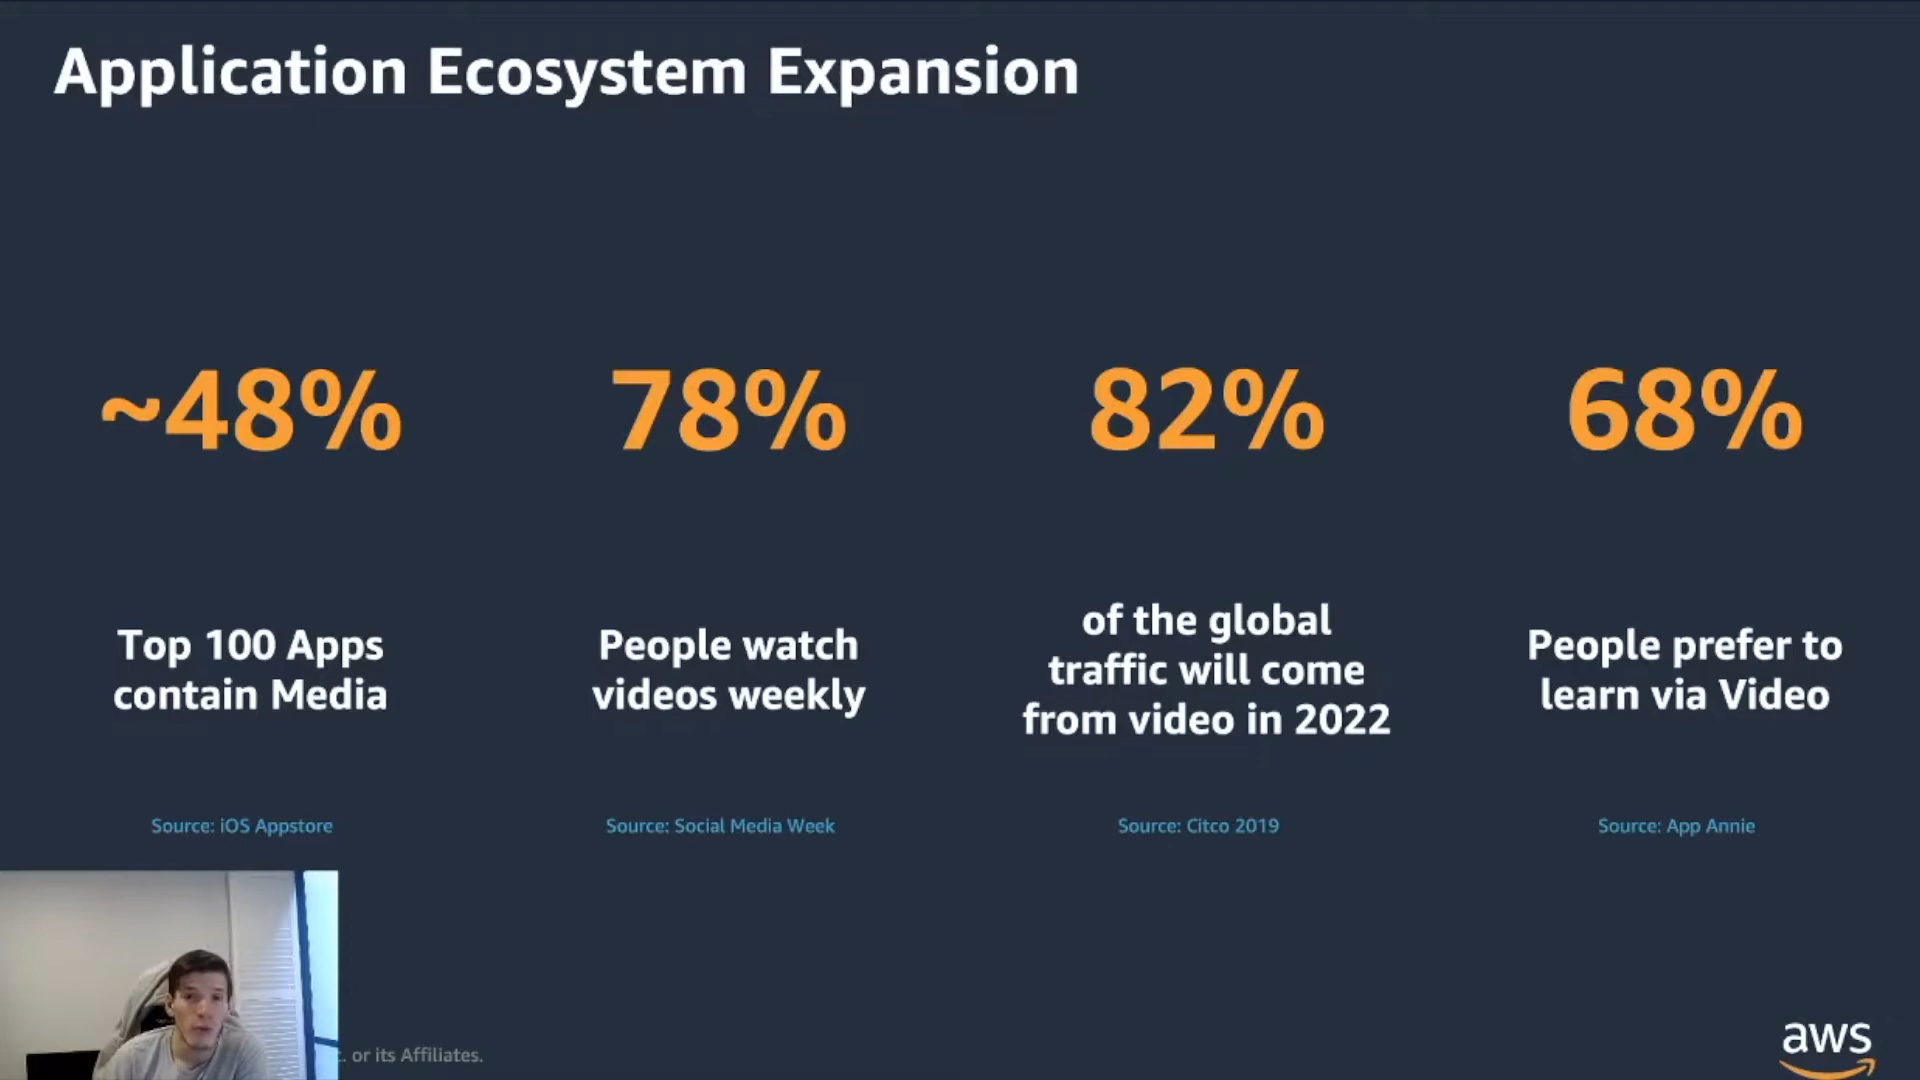 Application Ecosystem Expansion
~48%
78%
82%
68%
Top 100 Apps
contain Media
People watch
videos weekly
of the global
traffic will come
from video in 2022
People prefer to
learn via Video
Source: iOS Appstore
Source: Social Media Week
Source: Citco 2019
Source: App Annie
. or its Affiliates.
aws